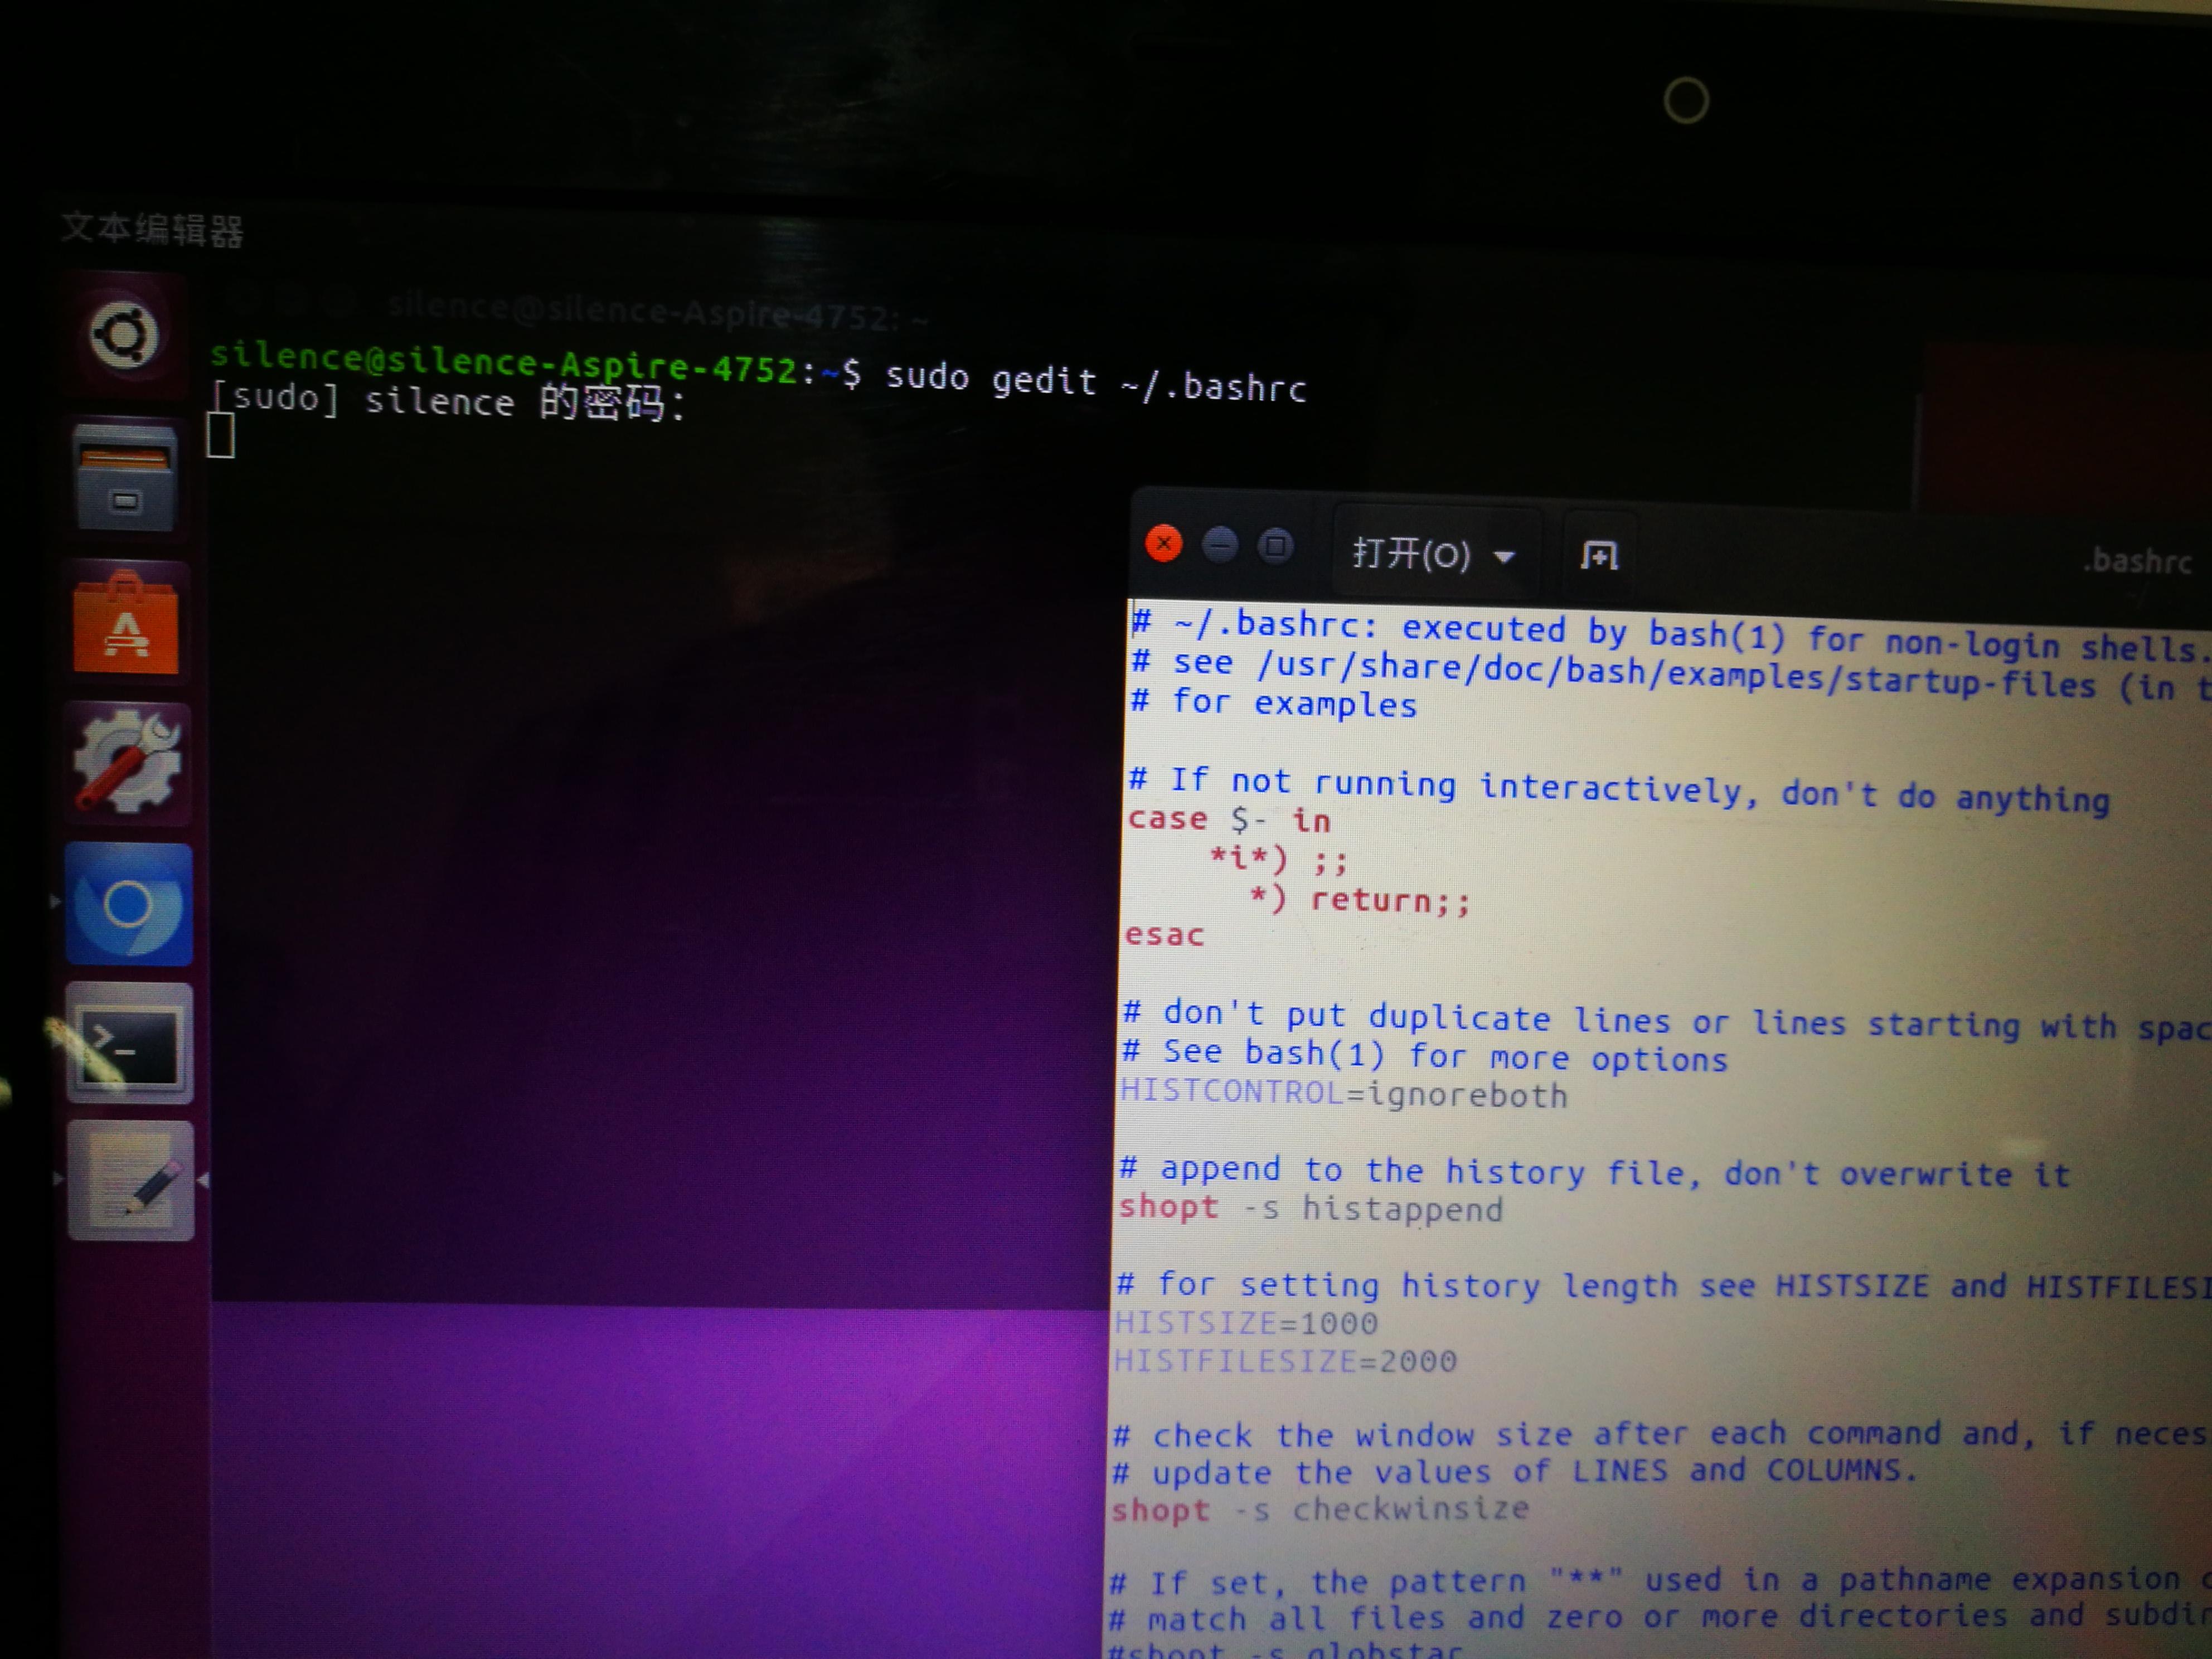 文本编辑器
silence@silence-Aspire-4752: ~
silence@silence-Aspire-4752:~$ sudo gedit ~/.bashrc
[sudo] silence 的密码:
打开(O)
.bashrc
# ~/.bashrc: executed by bash(1) for non-login shells.
# see /usr/share/doc/bash/examples/startup-files (in t
# for examples
# If not running interactively, don't do anything
case $- in
*i*) ;;
*) return;;
esac
# don't put duplicate lines or lines starting with spac
# See bash(1) for more options
HISTCONTROL=ignoreboth
# append to the history file, don't overwrite it
shopt -s histappend
# for setting history length see HISTSIZE and HISTFILESI
HISTSIZE=1000
HISTFILESIZE=2000
# check the window size after each command and, if neces
# update the values of LINES and COLUMNS.
shopt -s checkwinsize
# If set, the pattern "**" used in a pathname expansion
# match all files and zero or more directories and subdir
#shopt -s globstar